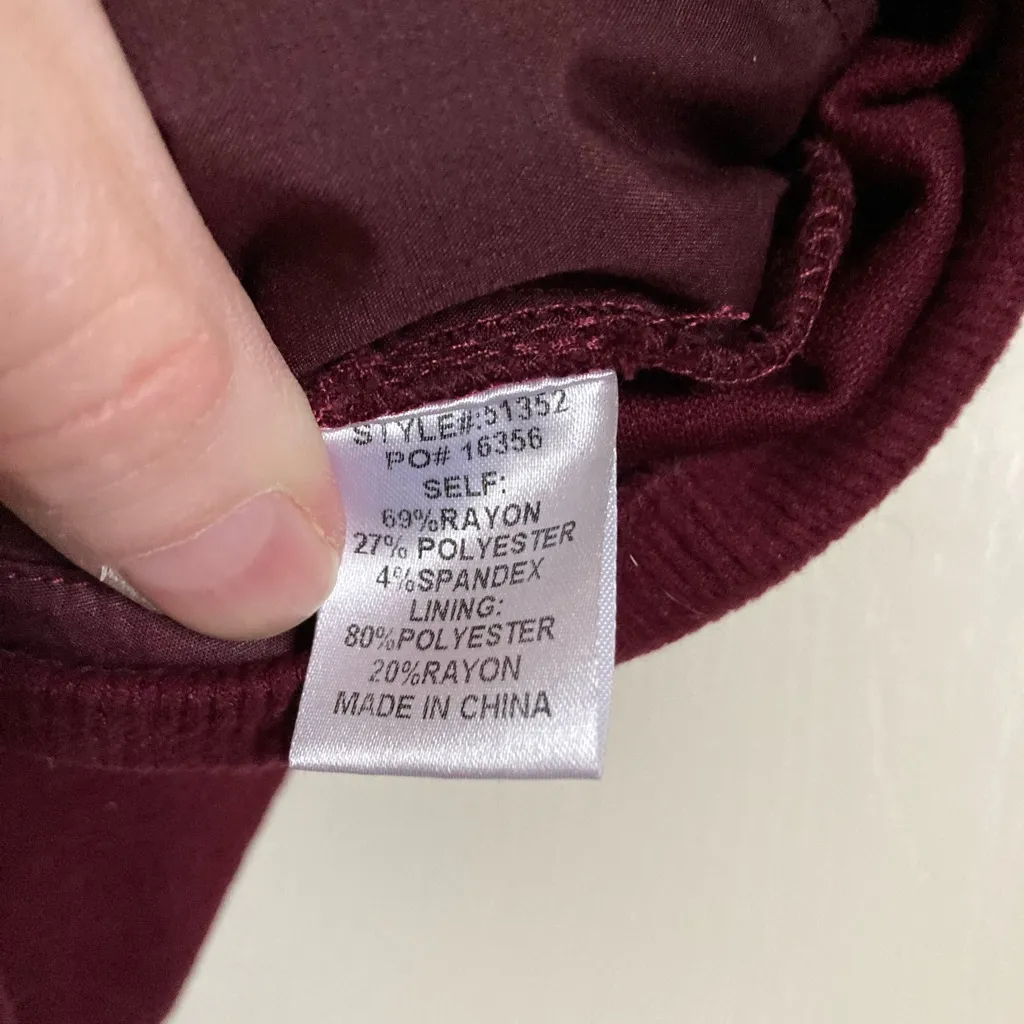 STYLE#:51352
PO# 16356
SELF:
69%RAYON
27% POLYESTER
4%SPANDEX
LINING:
80%POLYESTER
20%RAYON
MADE IN CHINA